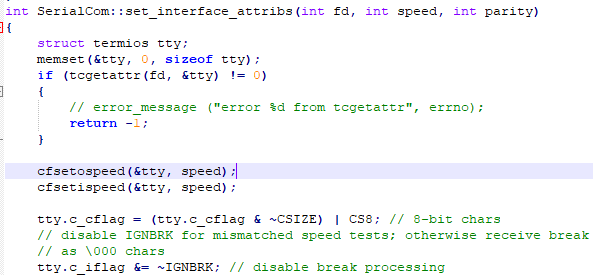 int SerialCom::set_interface_attribs(int fd, int speed, int parity)
{
struct termios tty;
memset(&tty, 0, sizeof tty);
if (tcgetattr(fd, &tty) != 0)
{
// error_message ("error %d from tcgetattr", errno);
return -1;
}
cfsetospeed(&tty, speed);
cfsetispeed(&tty, speed);
tty.c_cflag = (tty.c_cflag & ~CSIZE) | CS8; // 8-bit chars
// disable IGNBRK for mismatched speed tests; otherwise receive break
// as \000 chars
tty.c_iflag &= ~IGNBRK; // disable break processing